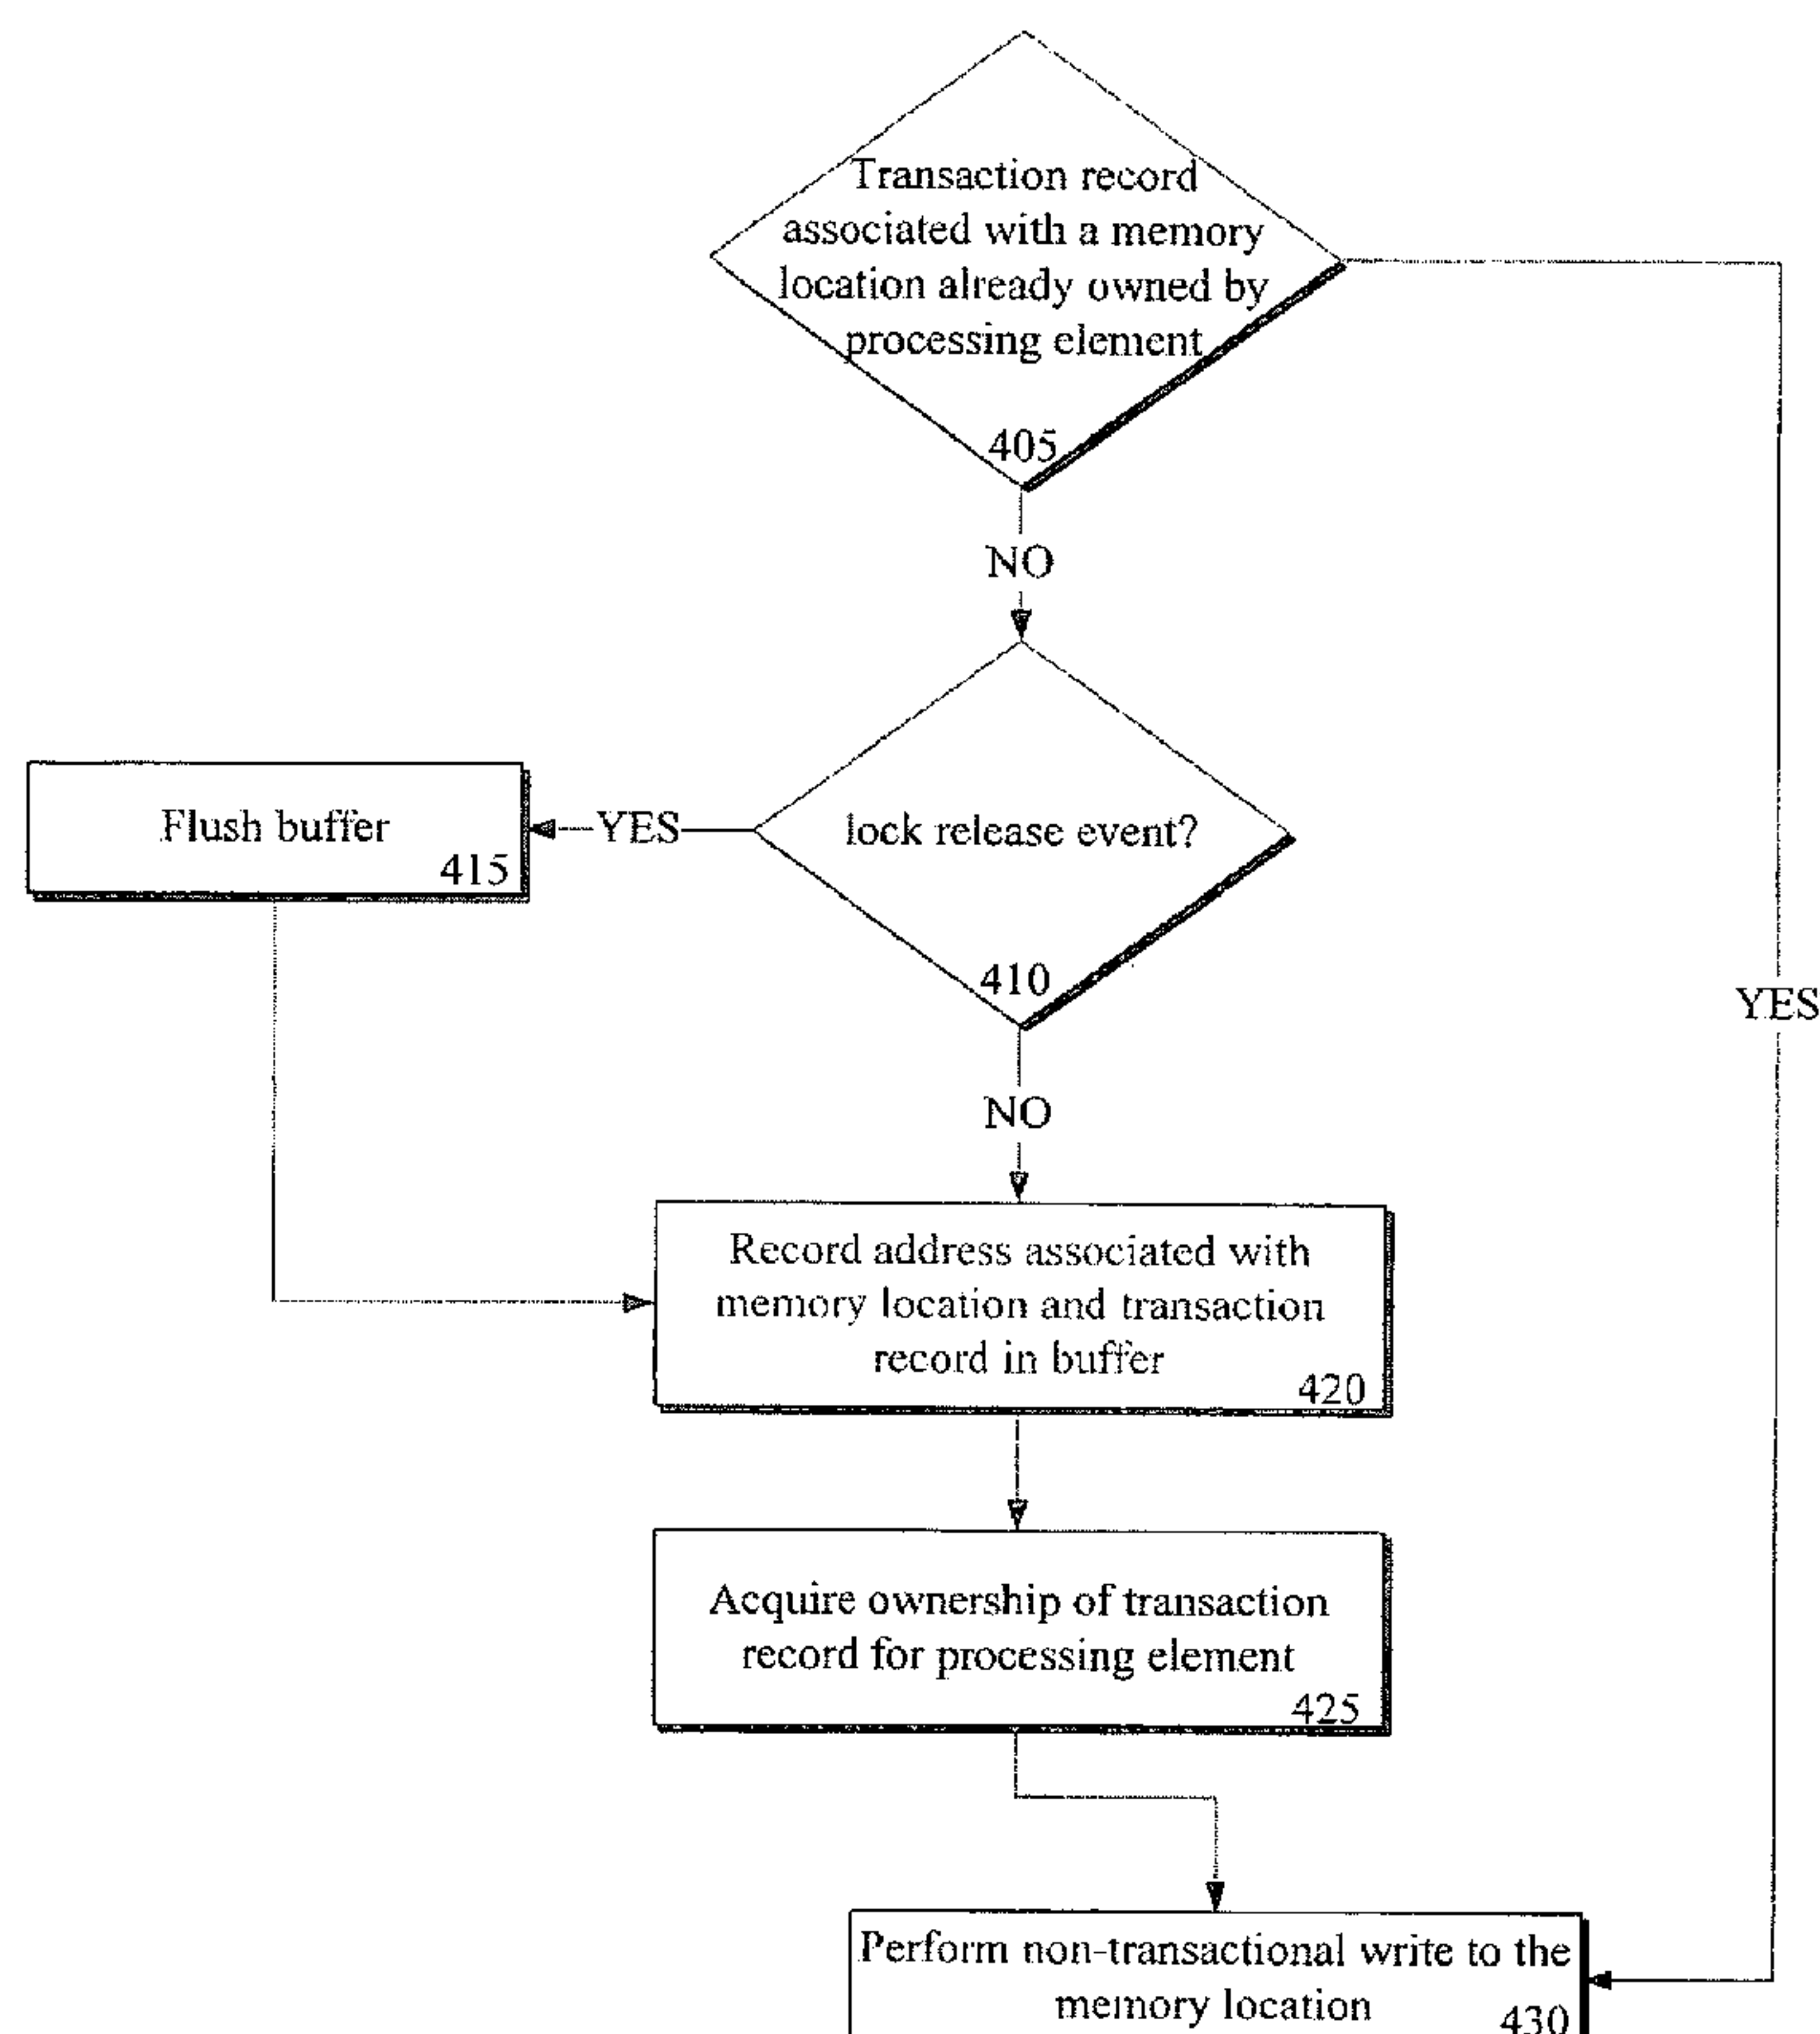 Transaction record
associated with a memory
location already owned by
processing element
405
NO
Flush buffer
415
YES
lock release event?
410
YES
NO
Record address associated with
memory location and transaction
record in buffer
420
Acquire ownership of transaction
record for processing element
425
Perform non-transactional write to the
memory location
430